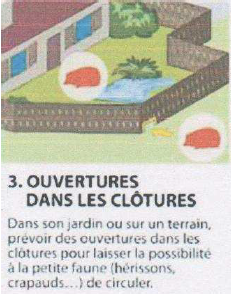 3. OUVERTURES
DANS LES CLÔTURES
Dans son jardin ou sur un terrain,
prévoir des ouvertures dans les
clôtures pour laisser la possibilité
à la petite faune (hérissons,
crapauds...) de circuler.